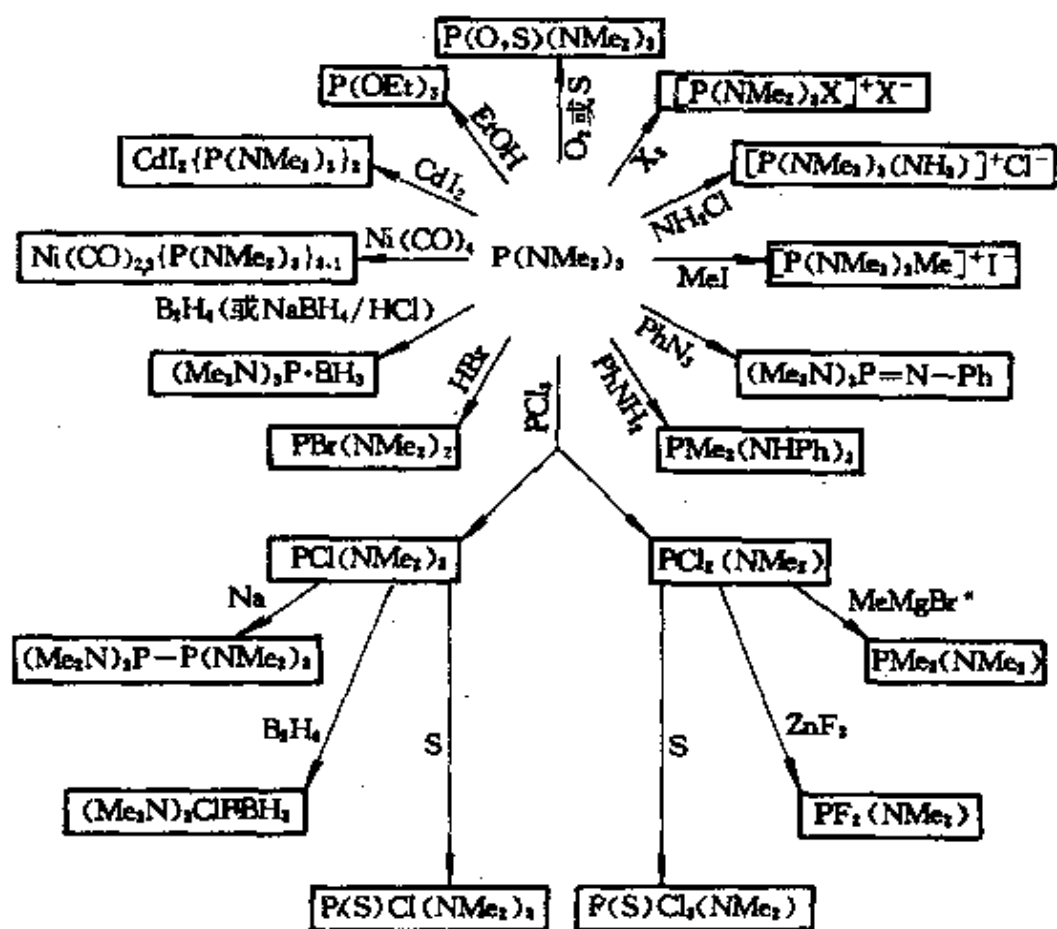 P(O,S)(NMe₂)₃
P(OEt)₃
[P(NMe₂)₃X]⁺X⁻
EtOH
O₂或S
X₂
CdI₂{P(NMe₂)₃}₂
CdI₂
[P(NMe₂)₃(NH₂)]⁺Cl⁻
NH₄Cl
Ni(CO)₂,₃{P(NMe₂)₃}₂,₁
Ni(CO)₄
P(NMe₂)₃
MeI
[P(NMe₂)₃Me]⁺I⁻
B₂H₆(或NaBH₄/HCl)
PhN₃
(Me₂N)₃P·BH₃
HBr
PCl₃
PhNH₂
(Me₂N)₃P=N~Ph
PBr(NMe₂)₂
PMe₂(NHPh)₃
PCl(NMe₂)₂
PCl₂(NMe₂)
Na
MeMgBr*
(Me₂N)₂P—P(NMe₂)₂
PMe₂(NMe₂)
B₂H₆
S
S
ZnF₂
(Me₂N)₂ClPBH₃
PF₂(NMe₂)
P(S)Cl(NMe₂)₂
P(S)Cl₂(NMe₂)